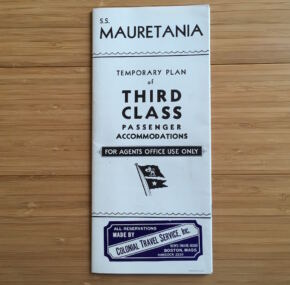 S.S.
MAURETANIA
TEMPORARY PLAN
of
THIRD
CLASS
PASSENGER
ACCOMMODATIONS
FOR AGENTS OFFICE USE ONLY
ALL RESERVATIONS
MADE BY
COLONIAL TRAVEL SERVICE, Inc.
BOSTON, MASS.